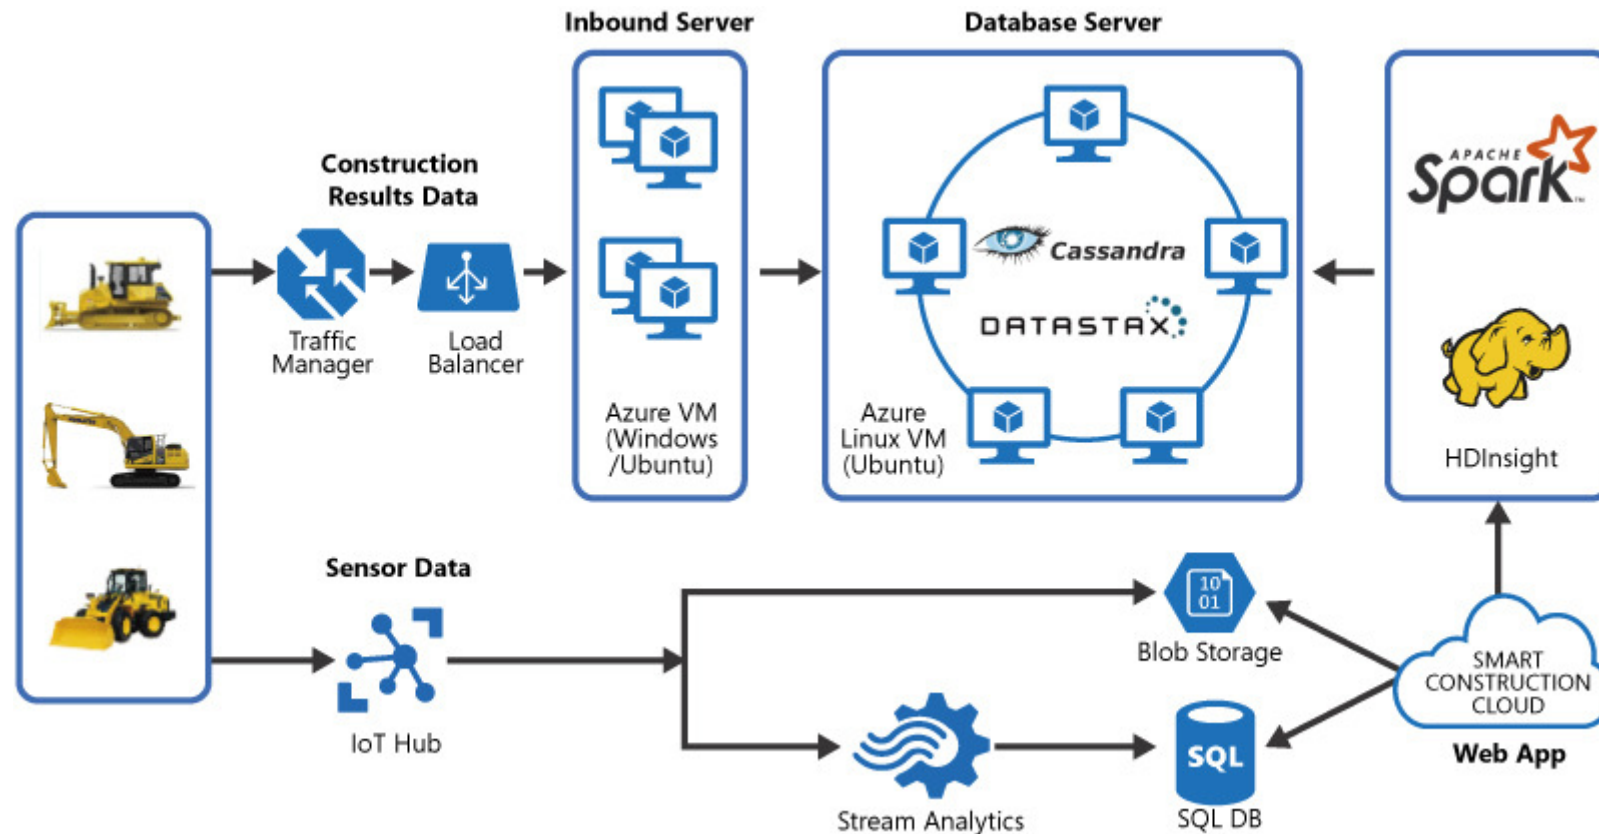 Inbound Server
Database Server
Construction
Results Data
Traffic
Manager
Load
Balancer
Azure VM
(Windows
/Ubuntu)
Cassandra
DATASTAX
Azure
Linux VM
(Ubuntu)
APACHE
Spark
TM
HDInsight
Sensor Data
IoT Hub
10
01
Blob Storage
Stream Analytics
SQL
SQL DB
SMART
CONSTRUCTION
CLOUD
Web App